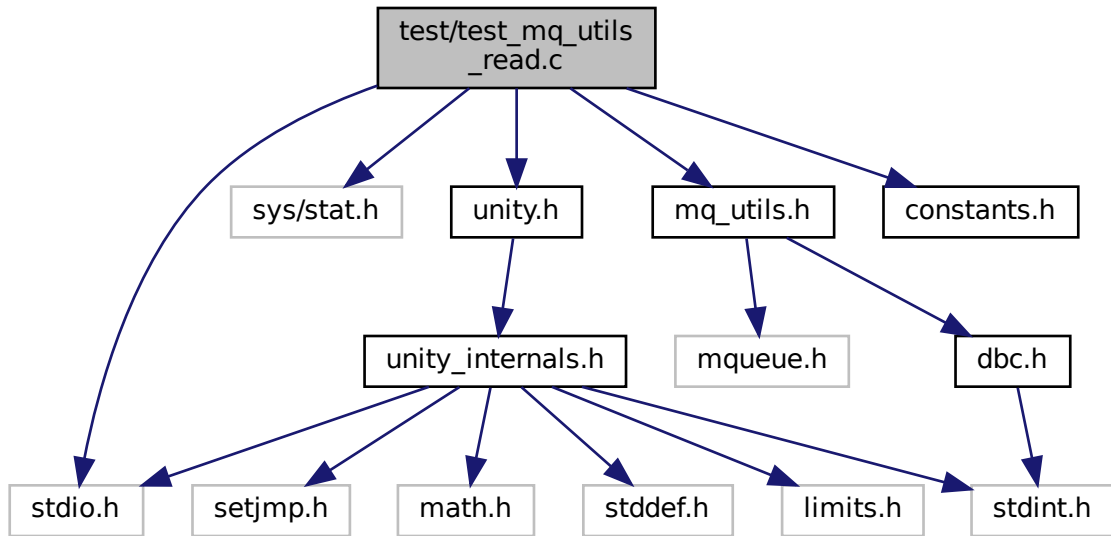 test/test_mq_utils
_read.c
sys/stat.h
unity.h
mq_utils.h
constants.h
unity_internals.h
mqueue.h
dbc.h
stdio.h
setjmp.h
math.h
stddef.h
limits.h
stdint.h